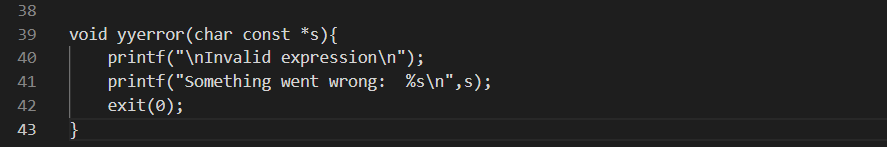 38
39 void yyerror(char const *s){
40     printf("\nInvalid expression\n");
41     printf("Something went wrong:  %s\n",s);
42     exit(0);
43 }